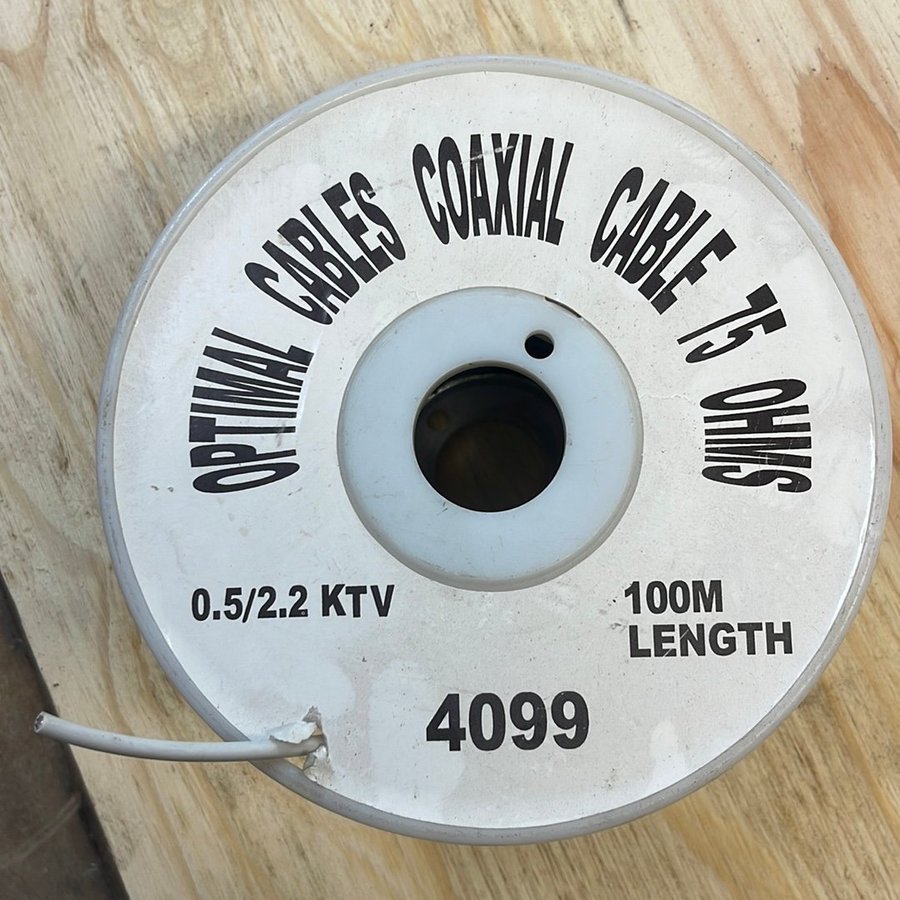 OPTIMAL CABLES COAXIAL CABLE 75 OHMS
0.5/2.2 KTV
100M
LENGTH
4099